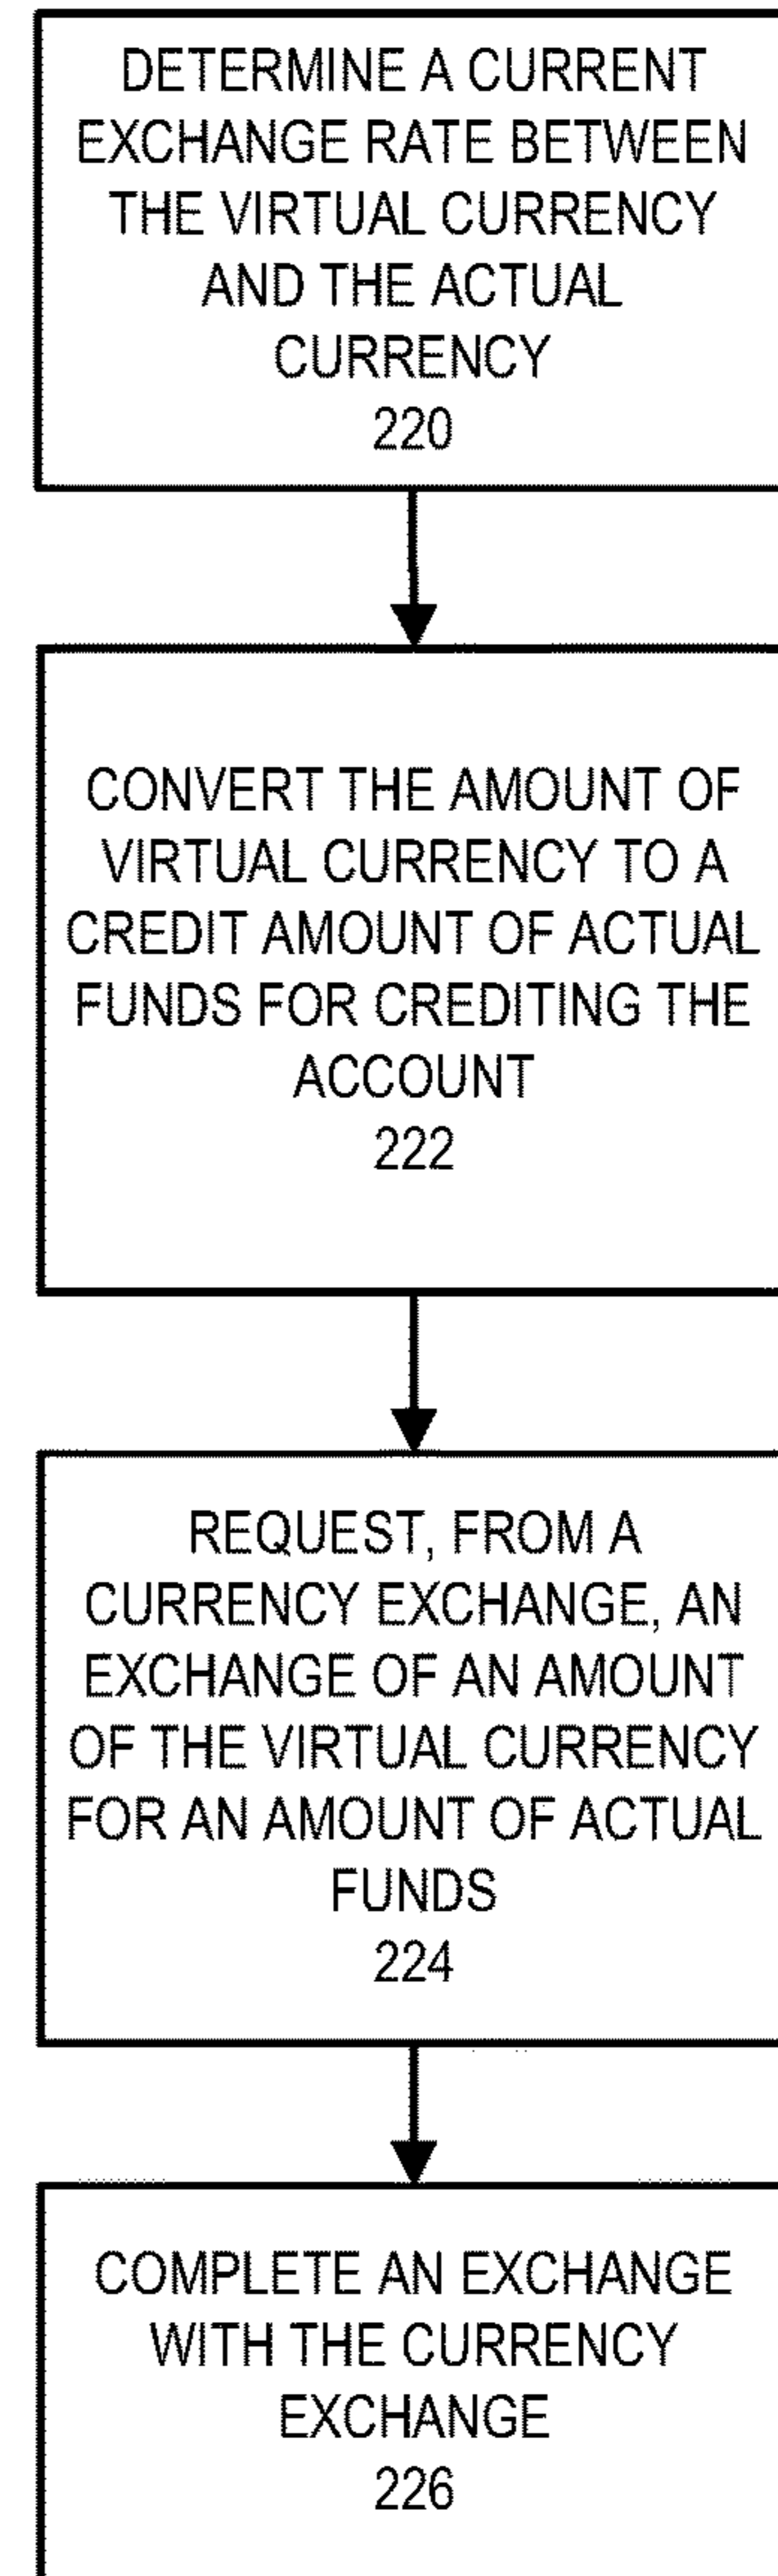 DETERMINE A CURRENT
EXCHANGE RATE BETWEEN
THE VIRTUAL CURRENCY
AND THE ACTUAL
CURRENCY
220
CONVERT THE AMOUNT OF
VIRTUAL CURRENCY TO A
CREDIT AMOUNT OF ACTUAL
FUNDS FOR CREDITING THE
ACCOUNT
222
REQUEST, FROM A
CURRENCY EXCHANGE, AN
EXCHANGE OF AN AMOUNT
OF THE VIRTUAL CURRENCY
FOR AN AMOUNT OF ACTUAL
FUNDS
224
COMPLETE AN EXCHANGE
WITH THE CURRENCY
EXCHANGE
226